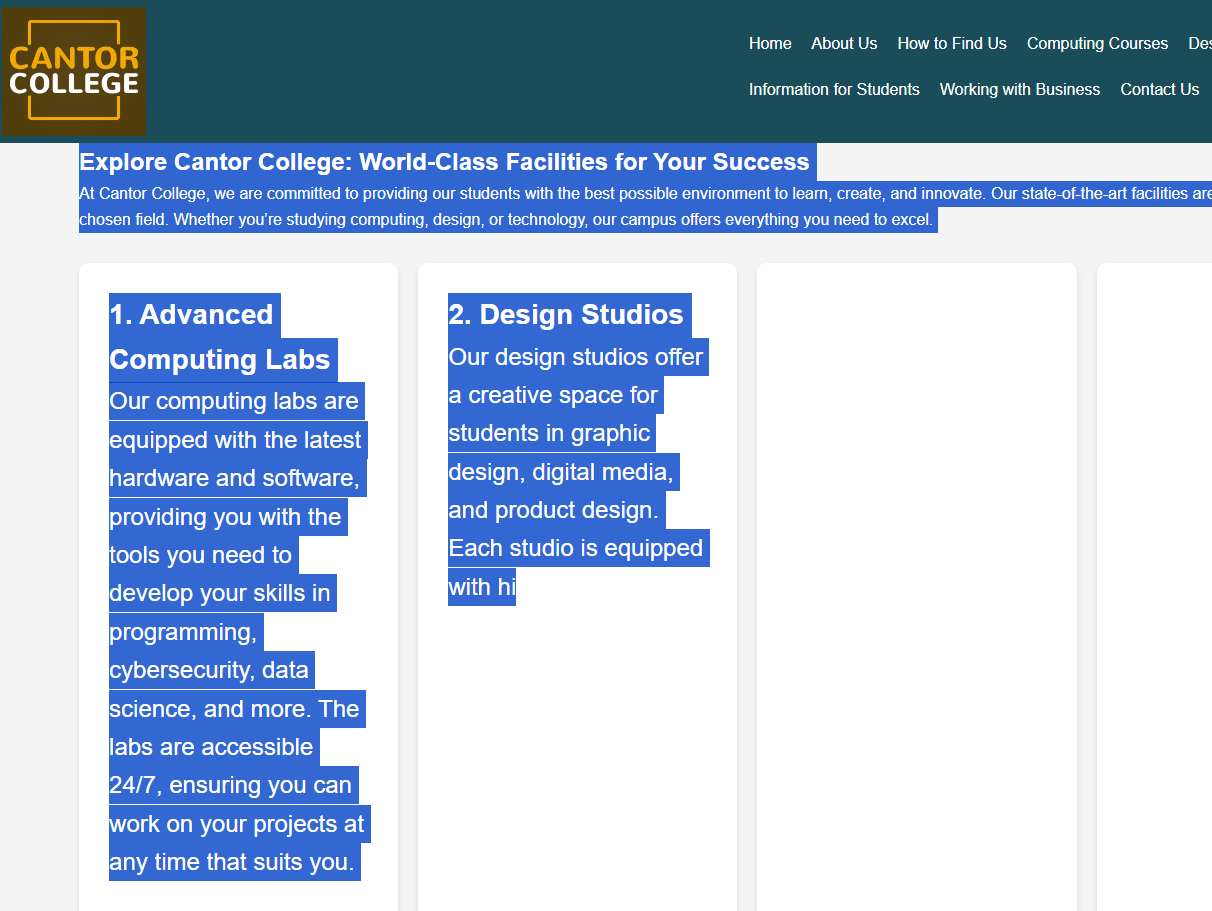 CANTOR
COLLEGE
Home About Us How to Find Us Computing Courses Des
Information for Students Working with Business Contact Us
Explore Cantor College: World-Class Facilities for Your Success
At Cantor College, we are committed to providing our students with the best possible environment to learn, create, and innovate. Our state-of-the-art facilities are
chosen field. Whether you're studying computing, design, or technology, our campus offers everything you need to excel.
1. Advanced
Computing Labs
Our computing labs are
equipped with the latest
hardware and software,
providing you with the
tools you need to
develop your skills in
programming,
cybersecurity, data
science, and more. The
labs are accessible
24/7, ensuring you can
work on your projects at
any time that suits you.
2. Design Studios
Our design studios offer
a creative space for
students in graphic
design, digital media,
and product design.
Each studio is equipped
with hi